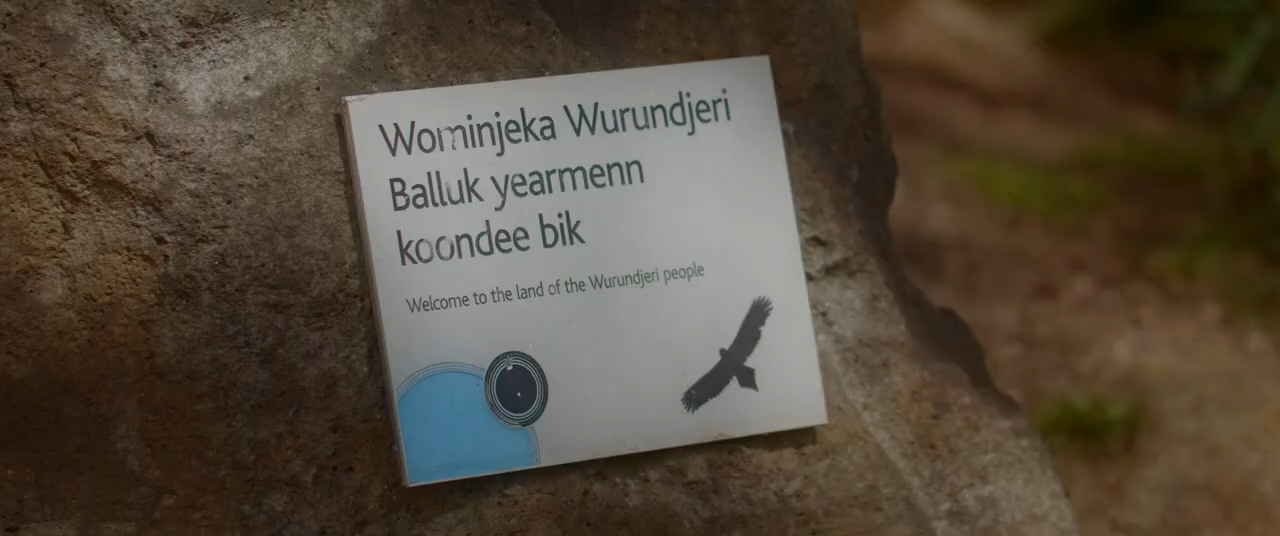 Wominjeka Wurundjeri
Balluk yearmenn
koondee bik
Welcome to the land of the Wurundjeri people